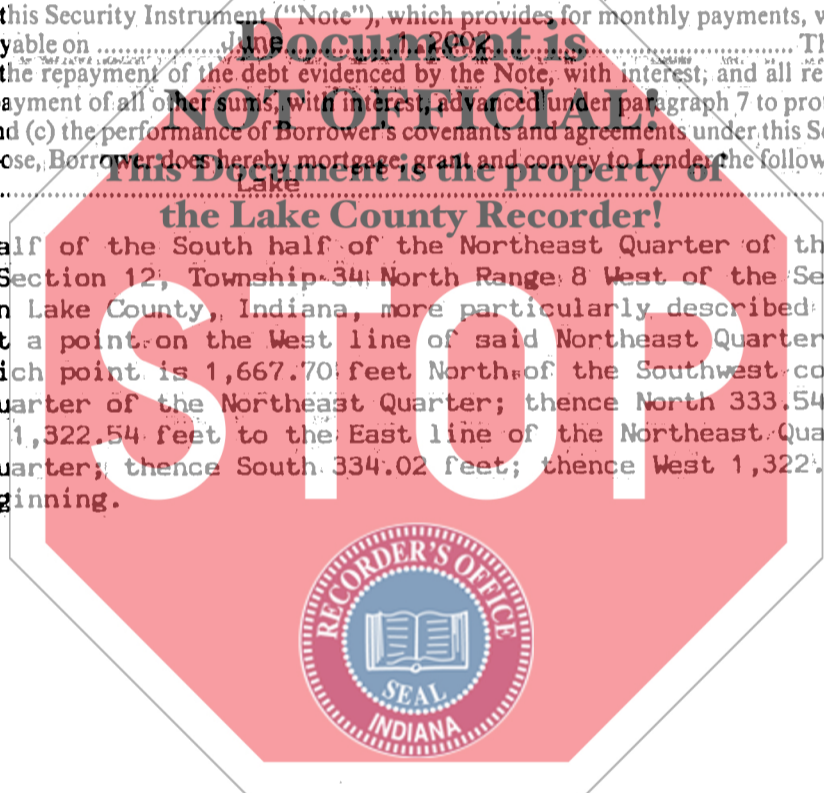 this Security Instrument ("Note"), which provides for monthly payments, w
yable on June 1, 2002 Th
the repayment of the debt evidenced by the Note, with interest; and all re
ayment of all other sums, with interest, advanced under paragraph 7 to pro
d (c) the performance of Borrower's covenants and agreements under this Se
ose, Borrower does hereby mortgage, grant and convey to Lender the follow
Lake
Document is
NOT OFFICIAL!
This Document is the property of
the Lake County Recorder!
alf of the South half of the Northeast Quarter of th
Section 12, Township 34 North Range 8 West of the Se
n Lake County, Indiana, more particularly described
t a point on the West line of said Northeast Quarter
ich point is 1,667.70 feet North of the Southwest co
uarter of the Northeast Quarter; thence North 333.54
1,322.54 feet to the East line of the Northeast Qua
uarter; thence South 334.02 feet; thence West 1,322.
ginning.
STOP
RECORDER'S OFFICE
SEAL
INDIANA